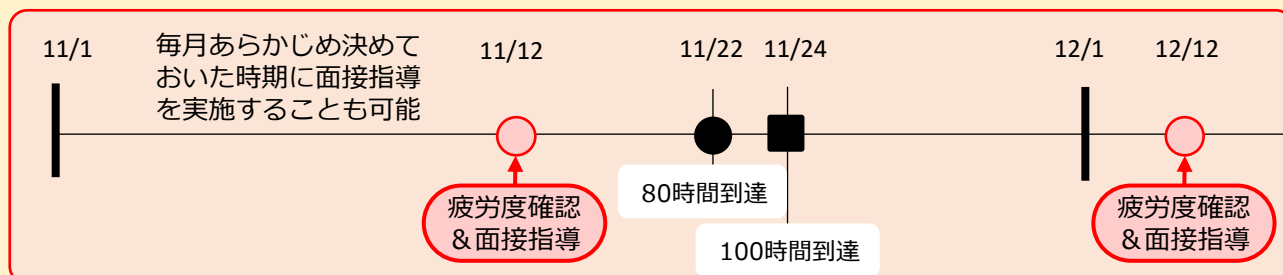 11/1
毎月あらかじめ決めて
おいた時期に面接指導
を実施することも可能
11/12
11/22
11/24
12/1
12/12
疲労度確認
＆面接指導
80時間到達
100時間到達
疲労度確認
＆面接指導